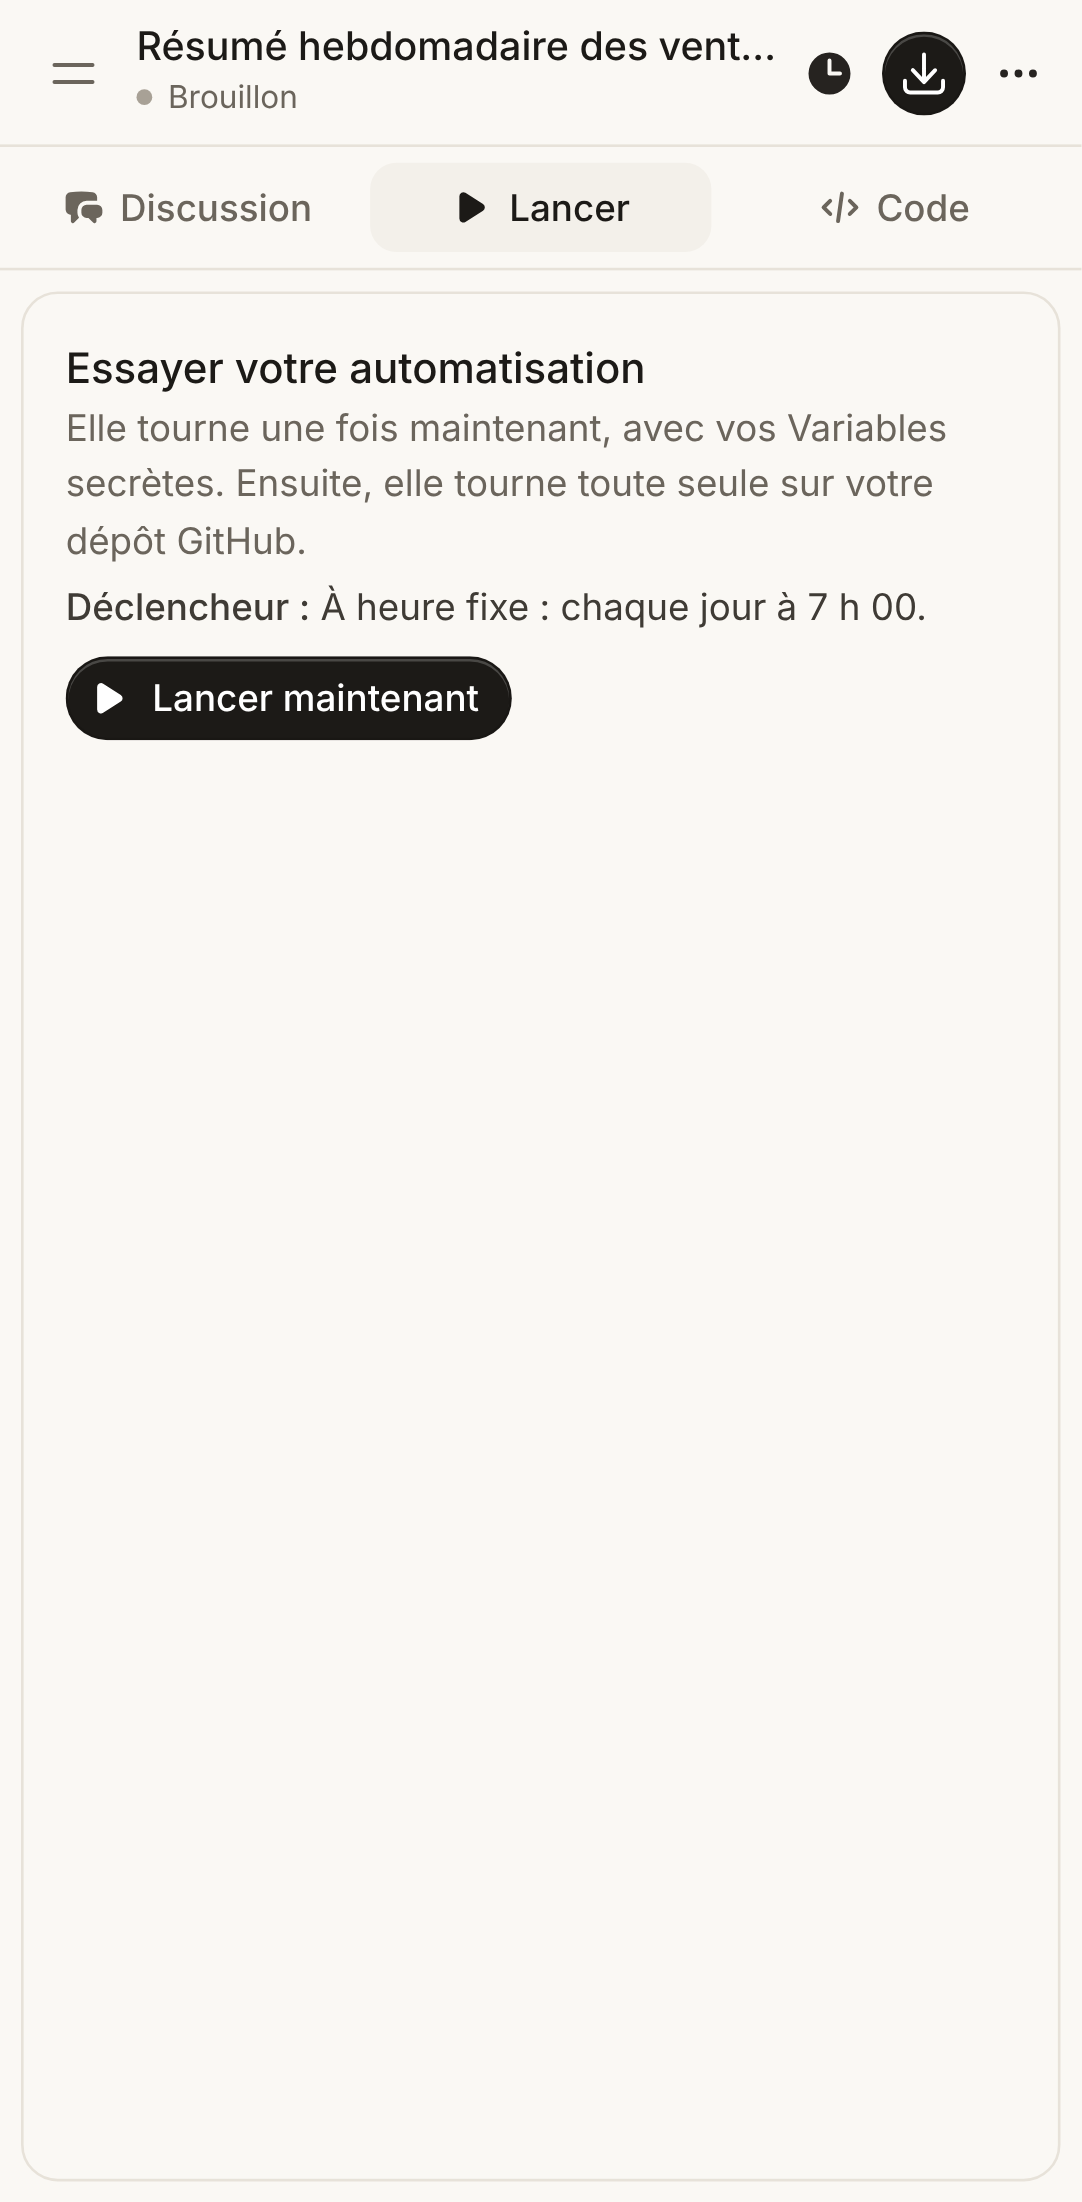 Résumé hebdomadaire des vent...
Brouillon
Discussion
Lancer
Code
Essayer votre automatisation
Elle tourne une fois maintenant, avec vos Variables
secrètes. Ensuite, elle tourne toute seule sur votre
dépôt GitHub.
Déclencheur : À heure fixe : chaque jour à 7 h 00.
Lancer maintenant